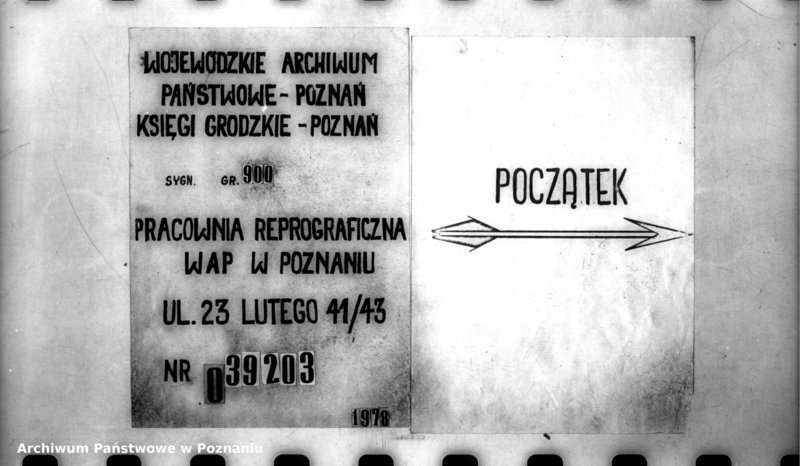 WOJEWÓDZKIE ARCHIWUM
PAŃSTWOWE - POZNAŃ
KSIĘGI GRODZKIE - POZNAŃ
SYGN. GR. 900
PRACOWNIA REPROGRAFICZNA
WAP W POZNANIU
UL. 23 LUTEGO 41/43
NR 039203
1978
POCZĄTEK
Archiwum Państwowe w Poznaniu